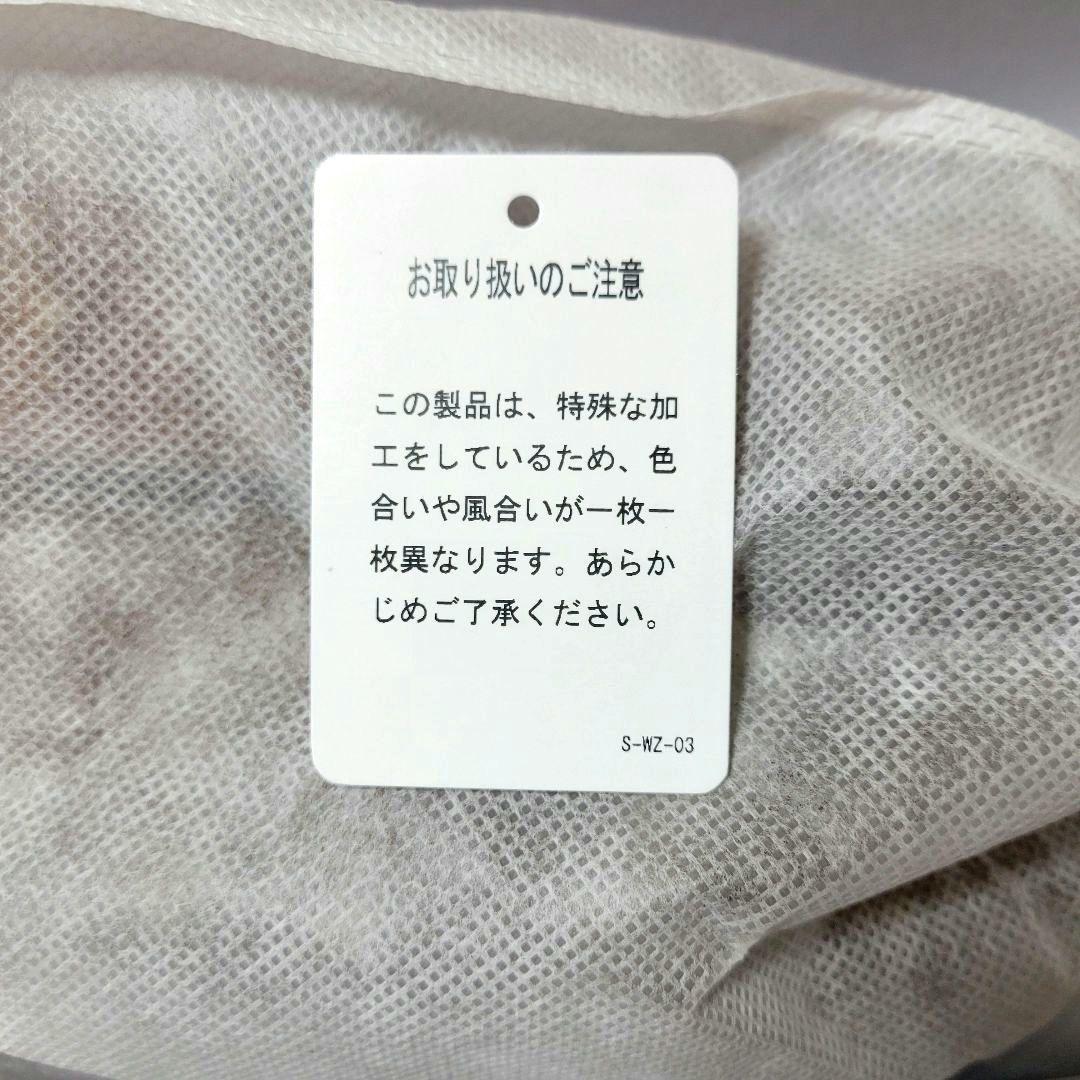 お取り扱いのご注意
この製品は、特殊な加
工をしているため、色
合いや風合いが一枚一
枚異なります。あらか
じめご了承ください。
S-WZ-03